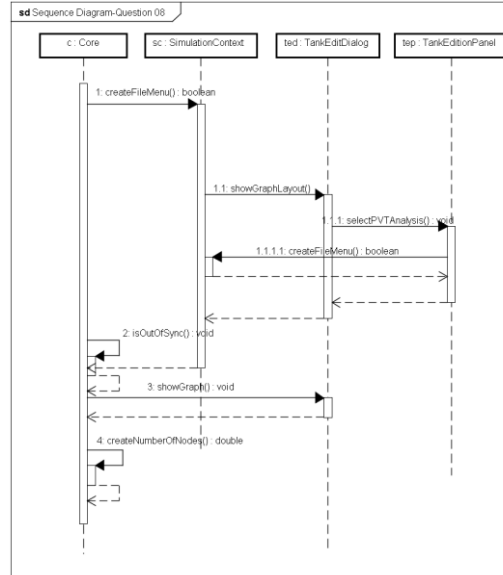 sd Sequence Diagram-Question 08
c : Core
sc : SimulationContext
ted : TankEditDialog
tep : TankEditionPanel
1: createFileMenu() : boolean
1.1: showGraphLayout()
1.1.1: selectPVTAnalysis() : void
1.1.1.1: createFileMenu() : boolean
2: isOutOfSync() : void
3: showGraph() : void
4: createNumberOfNodes() : double